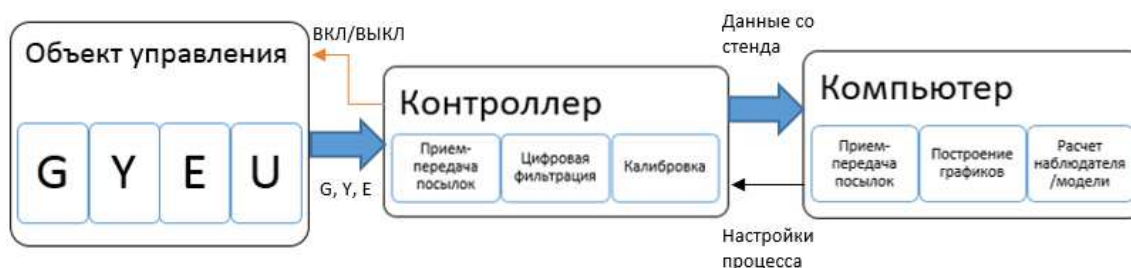 Объект управления
G Y E U
ВКЛ/ВЫКЛ
G, Y, E
Контроллер
Прием-
передача
посылок
Цифровая
фильтрация
Калибровка
Данные со
стенда
Настройки
процесса
Компьютер
Прием-
передача
посылок
Построение
графиков
Расчет
наблюдателя
/модели